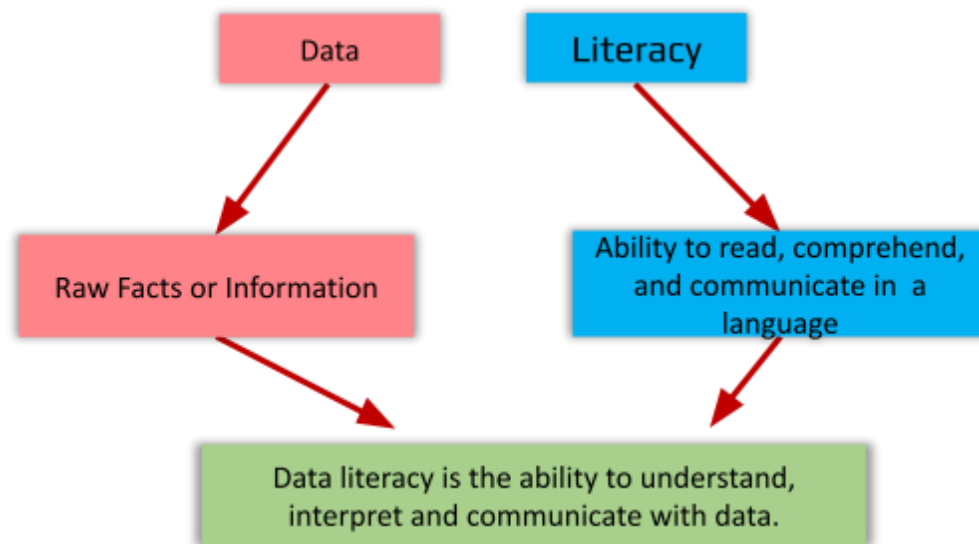 Data
Literacy
Raw Facts or Information
Ability to read, comprehend,
and communicate in a
language
Data literacy is the ability to understand,
interpret and communicate with data.